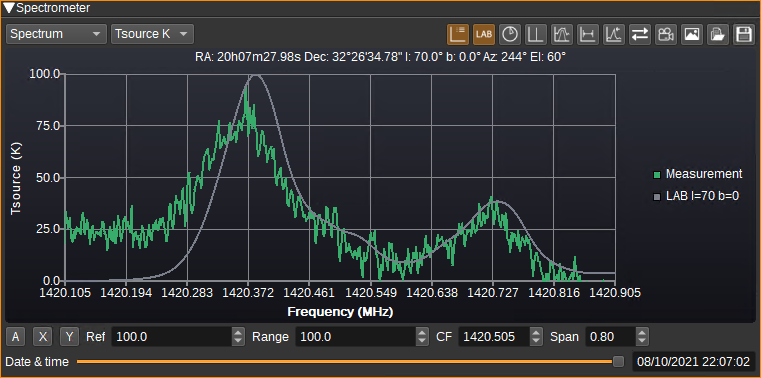 Spectrometer
Spectrum Tsource K LAB
RA: 20h07m27.98s Dec: 32°26'34.78" l: 70.0° b: 0.0° Az: 244° El: 60°
100.0
75.0
50.0
25.0
0.0
Tsource (K)
Measurement
LAB l=70 b=0
1420.105 1420.194 1420.283 1420.372 1420.461 1420.549 1420.638 1420.727 1420.816 1420.905
Frequency (MHz)
A X Y Ref 100.0 Range 100.0 CF 1420.505 Span 0.80
Date & time 08/10/2021 22:07:02